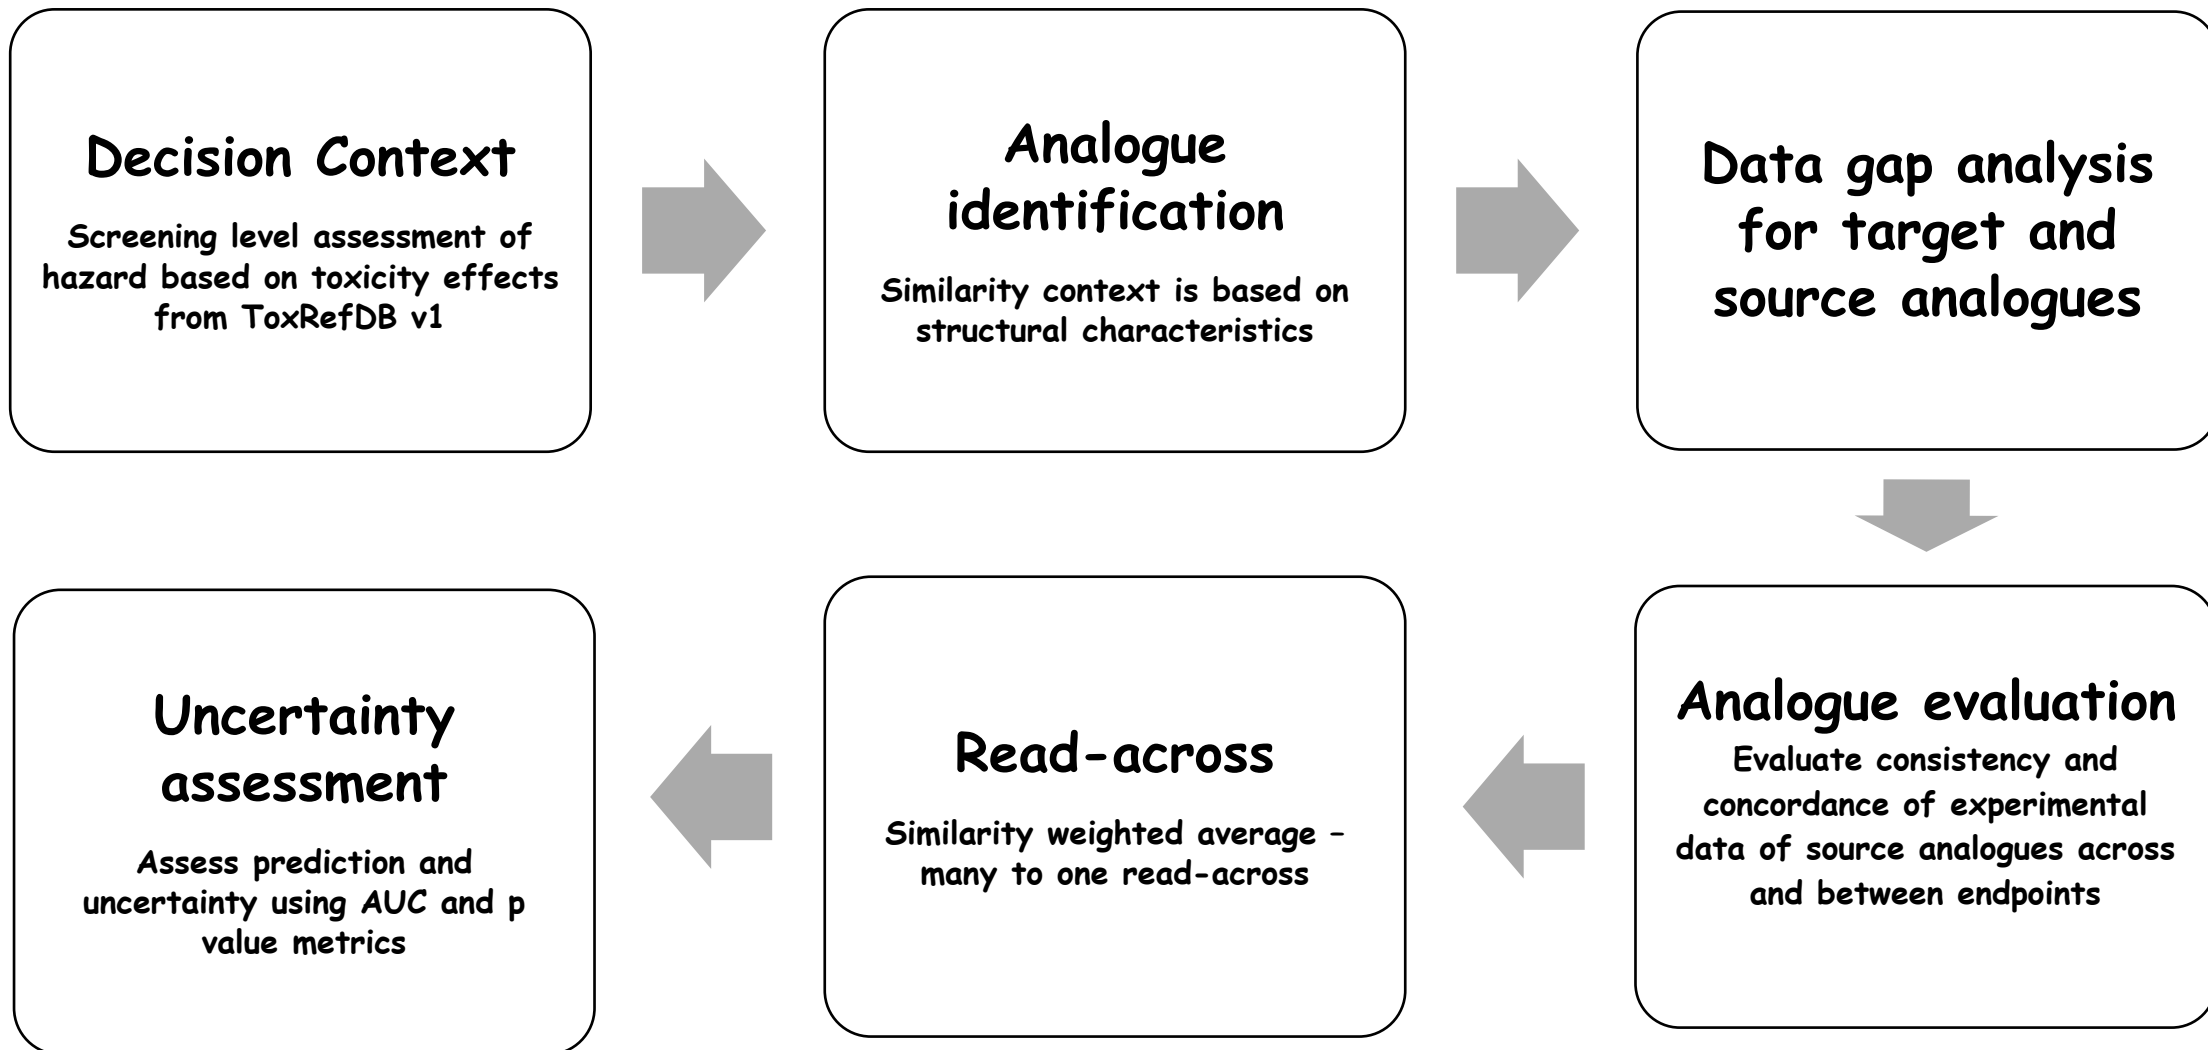 Decision Context
Screening level assessment of
hazard based on toxicity effects
from ToxRefDB v1
Analogue
identification
Similarity context is based on
structural characteristics
Data gap analysis
for target and
source analogues
Analogue evaluation
Evaluate consistency and
concordance of experimental
data of source analogues across
and between endpoints
Read-across
Similarity weighted average –
many to one read-across
Uncertainty
assessment
Assess prediction and
uncertainty using AUC and p
value metrics